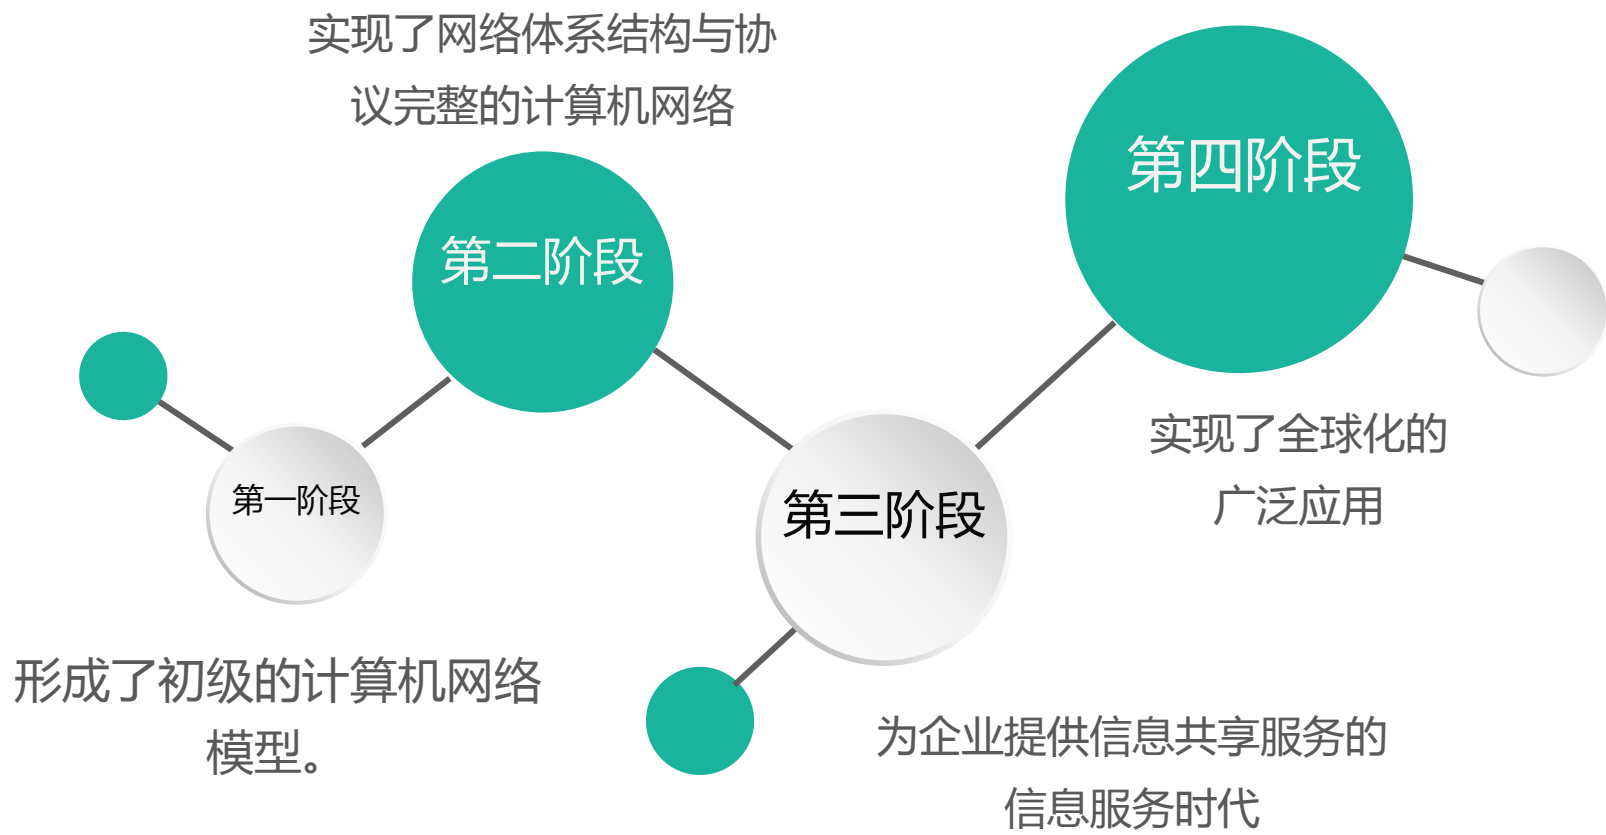 实现了网络体系结构与协
议完整的计算机网络
第四阶段
第二阶段
实现了全球化的
广泛应用
第一阶段
第三阶段
形成了初级的计算机网络
模型。
为企业提供信息共享服务的
信息服务时代